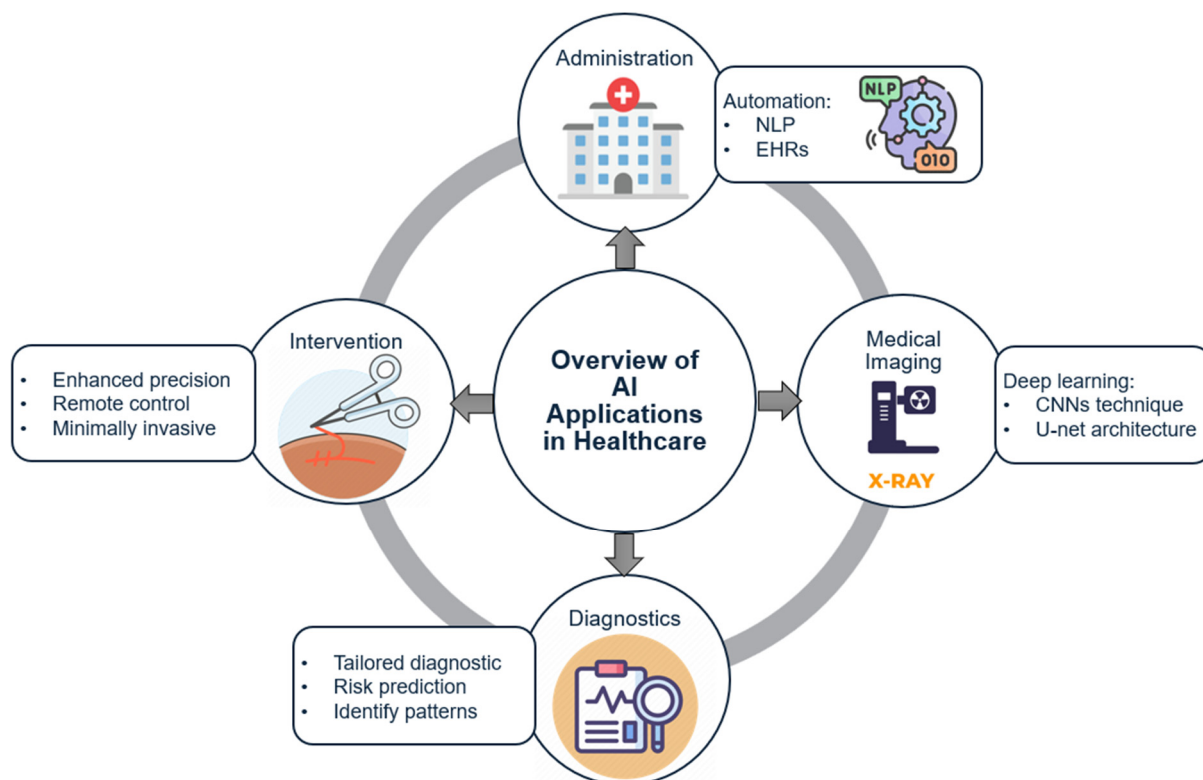 Administration
Automation:
• NLP
• EHRs
NLP
010
Intervention
• Enhanced precision
• Remote control
• Minimally invasive
Overview of
AI
Applications
in Healthcare
Medical
Imaging
X-RAY
Deep learning:
• CNNs technique
• U-net architecture
Diagnostics
• Tailored diagnostic
• Risk prediction
• Identify patterns